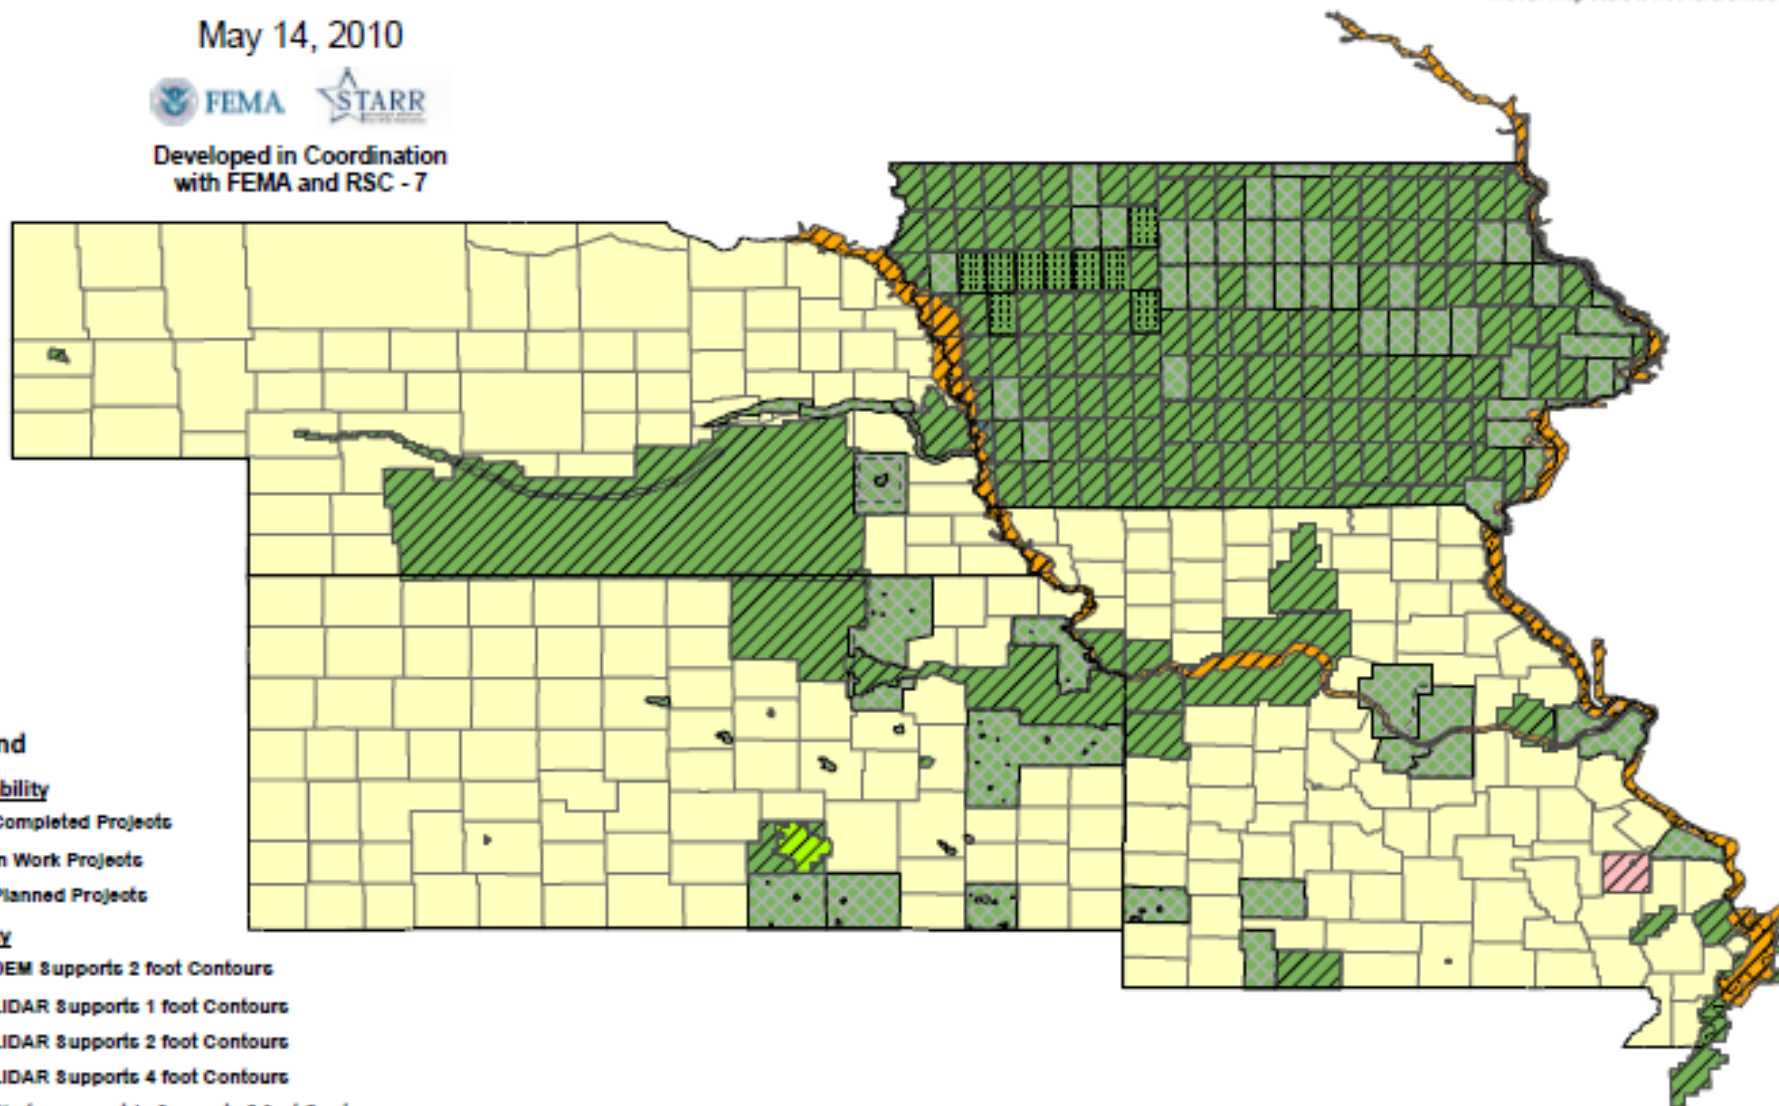 May 14, 2010
FEMA STARR
Developed in Coordination
with FEMA and RSC - 7
nd
bility
Completed Projects
n Work Projects
Planned Projects
y
DEM Supports 2 foot Contours
LIDAR Supports 1 foot Contours
LIDAR Supports 2 foot Contours
LIDAR Supports 4 foot Contours